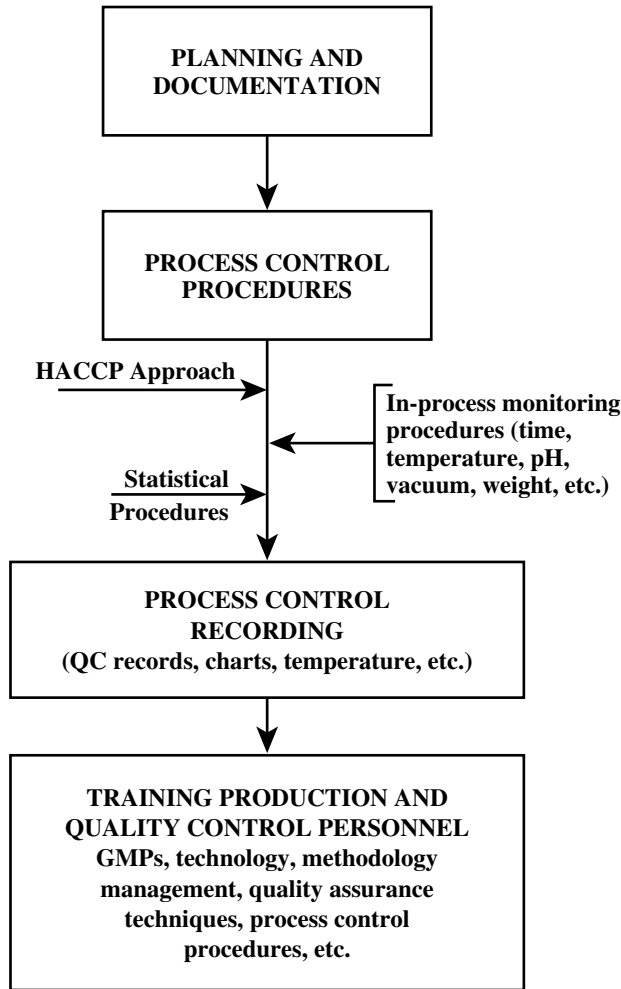 PLANNING AND
DOCUMENTATION
PROCESS CONTROL
PROCEDURES
HACCP Approach
In-process monitoring
procedures (time,
temperature, pH,
vacuum, weight, etc.)
Statistical
Procedures
PROCESS CONTROL
RECORDING
(QC records, charts, temperature, etc.)
TRAINING PRODUCTION AND
QUALITY CONTROL PERSONNEL
GMPs, technology, methodology
management, quality assurance
techniques, process control
procedures, etc.